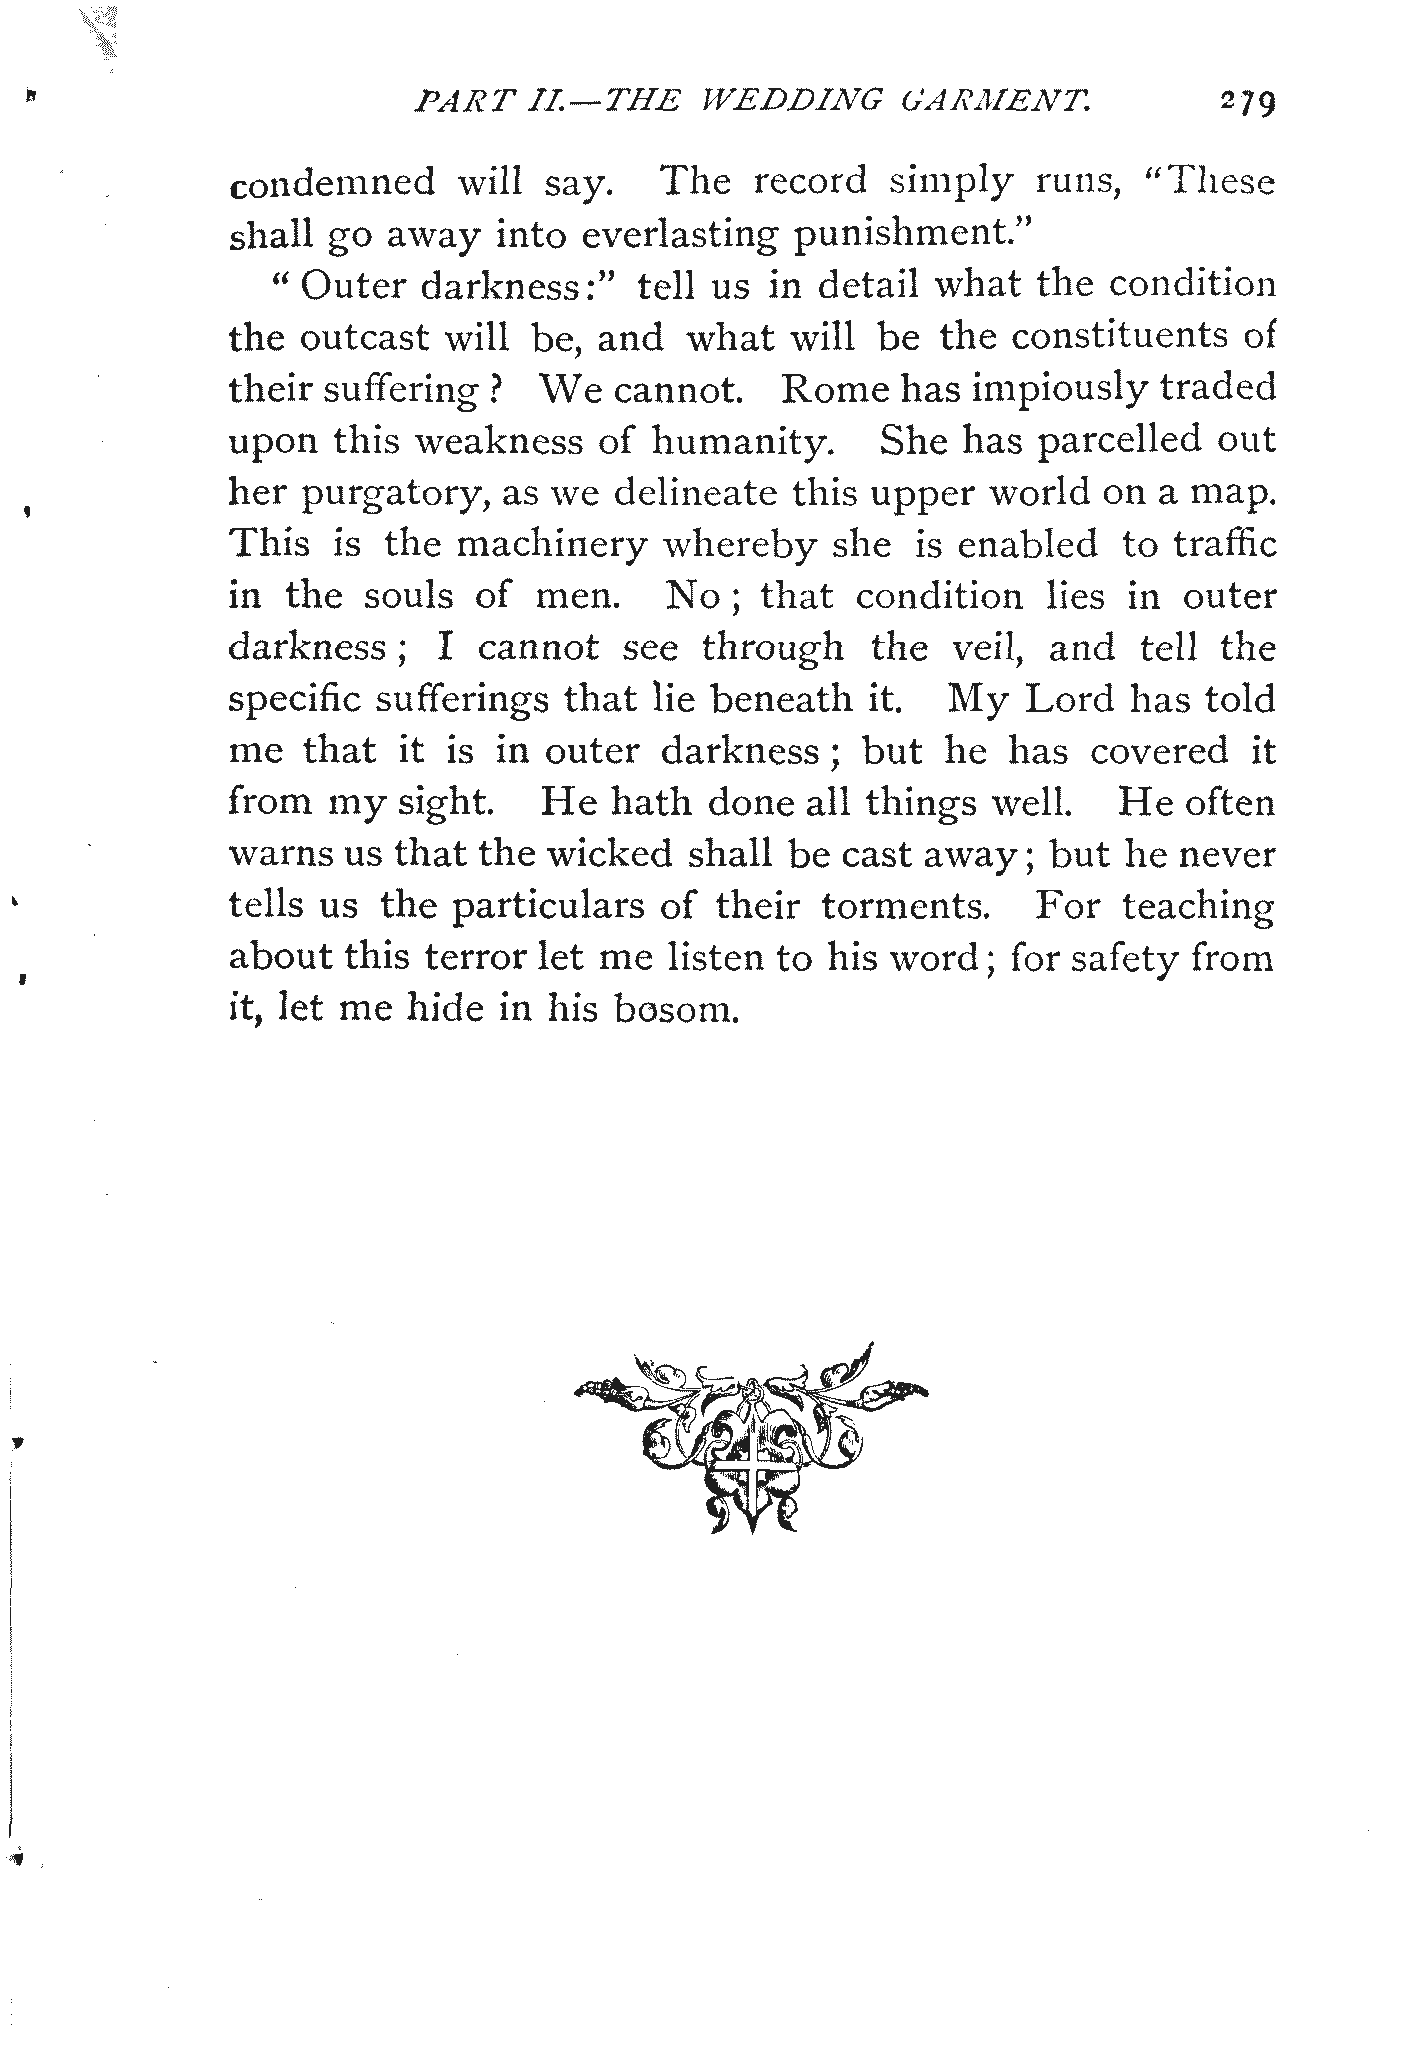 PART II.—THE WEDDING GARMENT. 279
condemned will say. The record simply runs, "These
shall go away into everlasting punishment."
"Outer darkness:" tell us in detail what the condition
the outcast will be, and what will be the constituents of
their suffering? We cannot. Rome has impiously traded
upon this weakness of humanity. She has parcelled out
her purgatory, as we delineate this upper world on a map.
This is the machinery whereby she is enabled to traffic
in the souls of men. No; that condition lies in outer
darkness; I cannot see through the veil, and tell the
specific sufferings that lie beneath it. My Lord has told
me that it is in outer darkness; but he has covered it
from my sight. He hath done all things well. He often
warns us that the wicked shall be cast away; but he never
tells us the particulars of their torments. For teaching
about this terror let me listen to his word; for safety from
it, let me hide in his bosom.